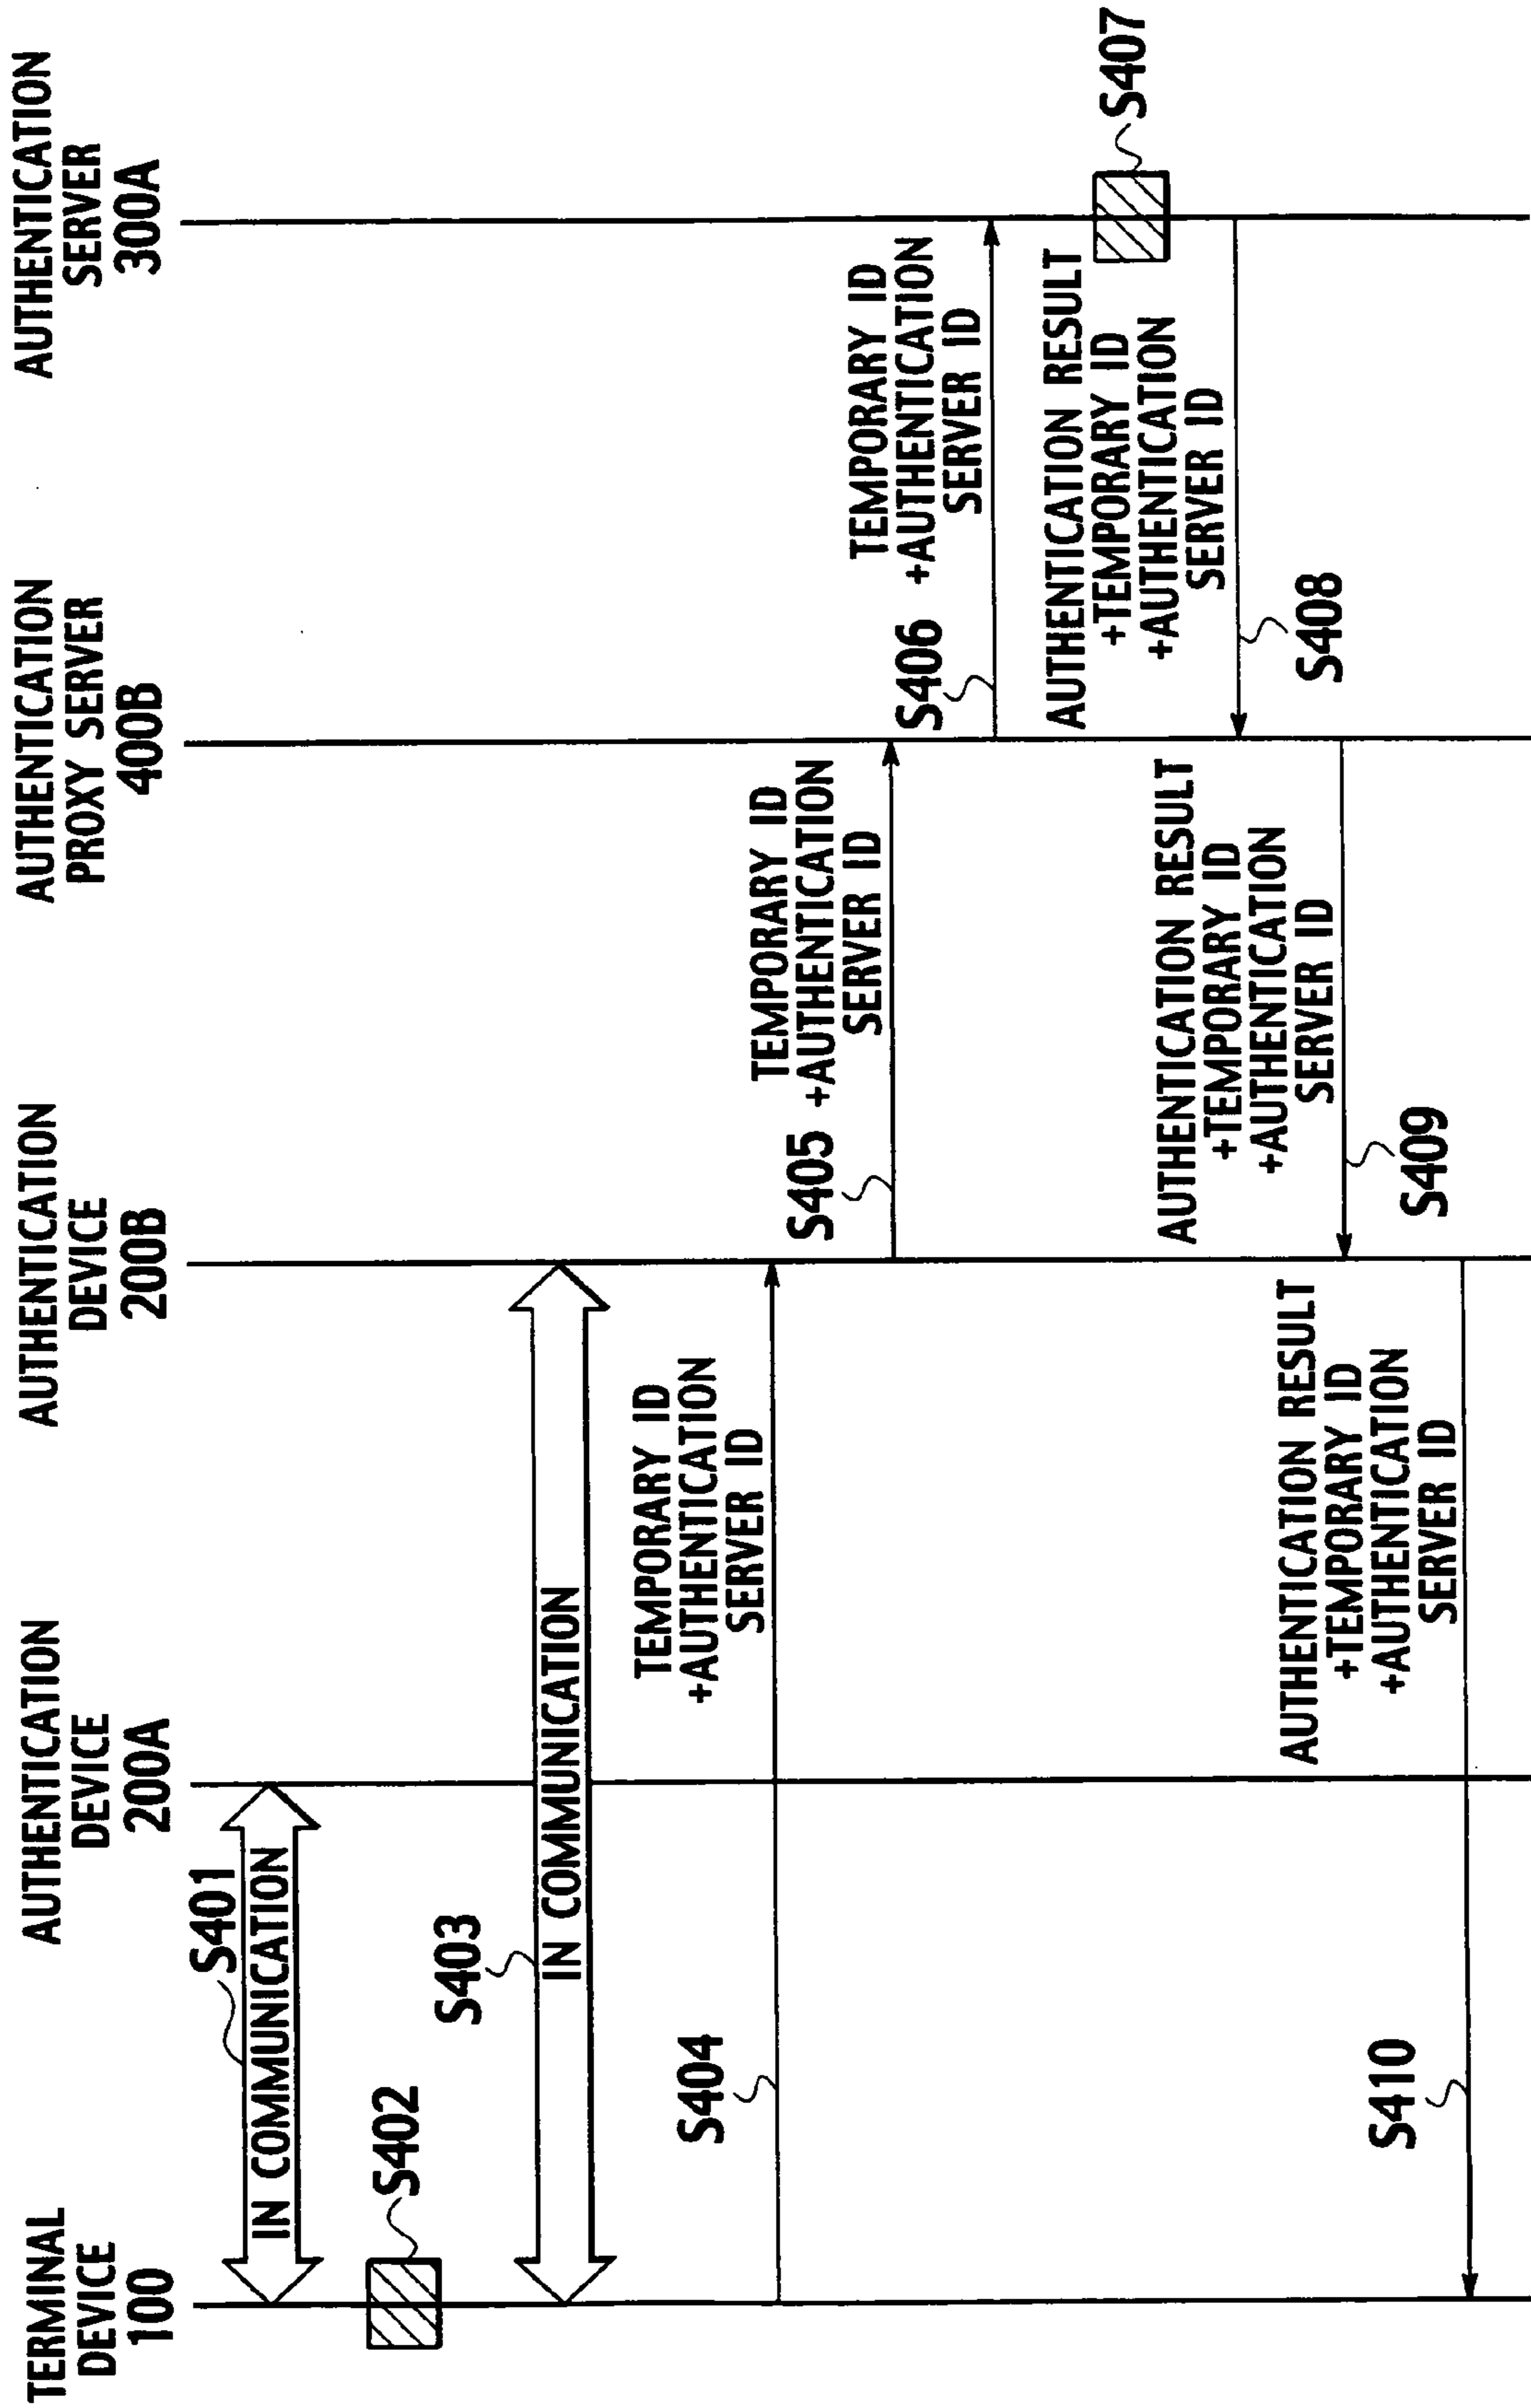 TERMINAL
DEVICE
100
AUTHENTICATION
DEVICE
200A
AUTHENTICATION
DEVICE
200B
AUTHENTICATION
PROXY SERVER
400B
AUTHENTICATION
SERVER
300A
S401
IN COMMUNICATION
S402
S403
IN COMMUNICATION
S404
TEMPORARY ID
+AUTHENTICATION
SERVER ID
S405
TEMPORARY ID
+AUTHENTICATION
SERVER ID
S406
TEMPORARY ID
+AUTHENTICATION
SERVER ID
S407
AUTHENTICATION RESULT
+TEMPORARY ID
+AUTHENTICATION
SERVER ID
S408
AUTHENTICATION RESULT
+TEMPORARY ID
+AUTHENTICATION
SERVER ID
S409
AUTHENTICATION RESULT
+TEMPORARY ID
+AUTHENTICATION
SERVER ID
S410